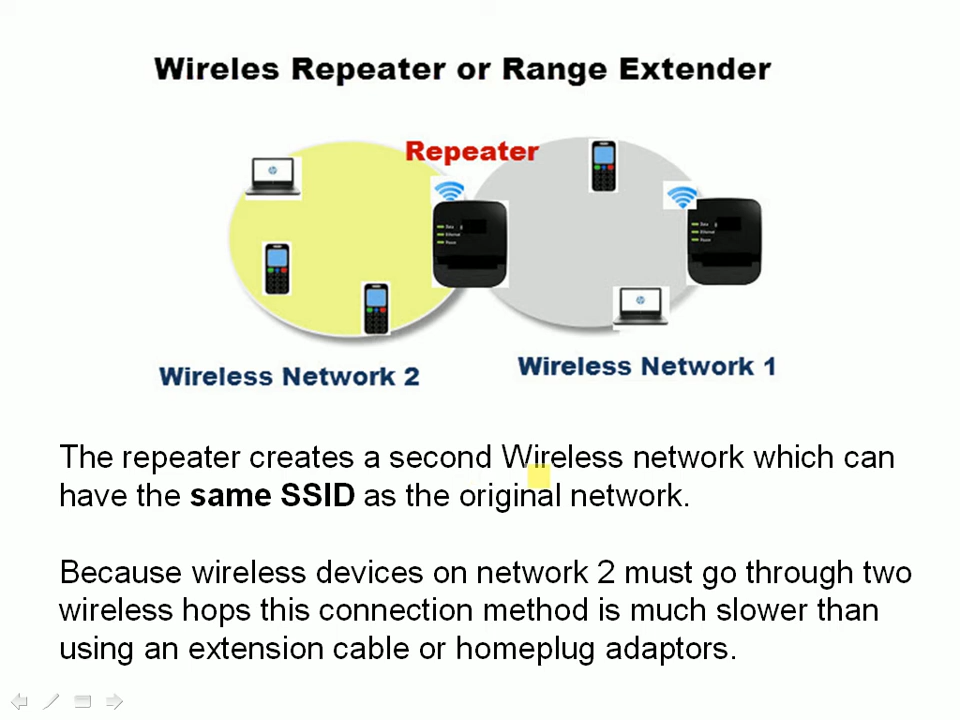 Wireles Repeater or Range Extender
Repeater
Wireless Network 2
Wireless Network 1
The repeater creates a second Wireless network which can
have the same SSID as the original network.
Because wireless devices on network 2 must go through two
wireless hops this connection method is much slower than
using an extension cable or homeplug adaptors.